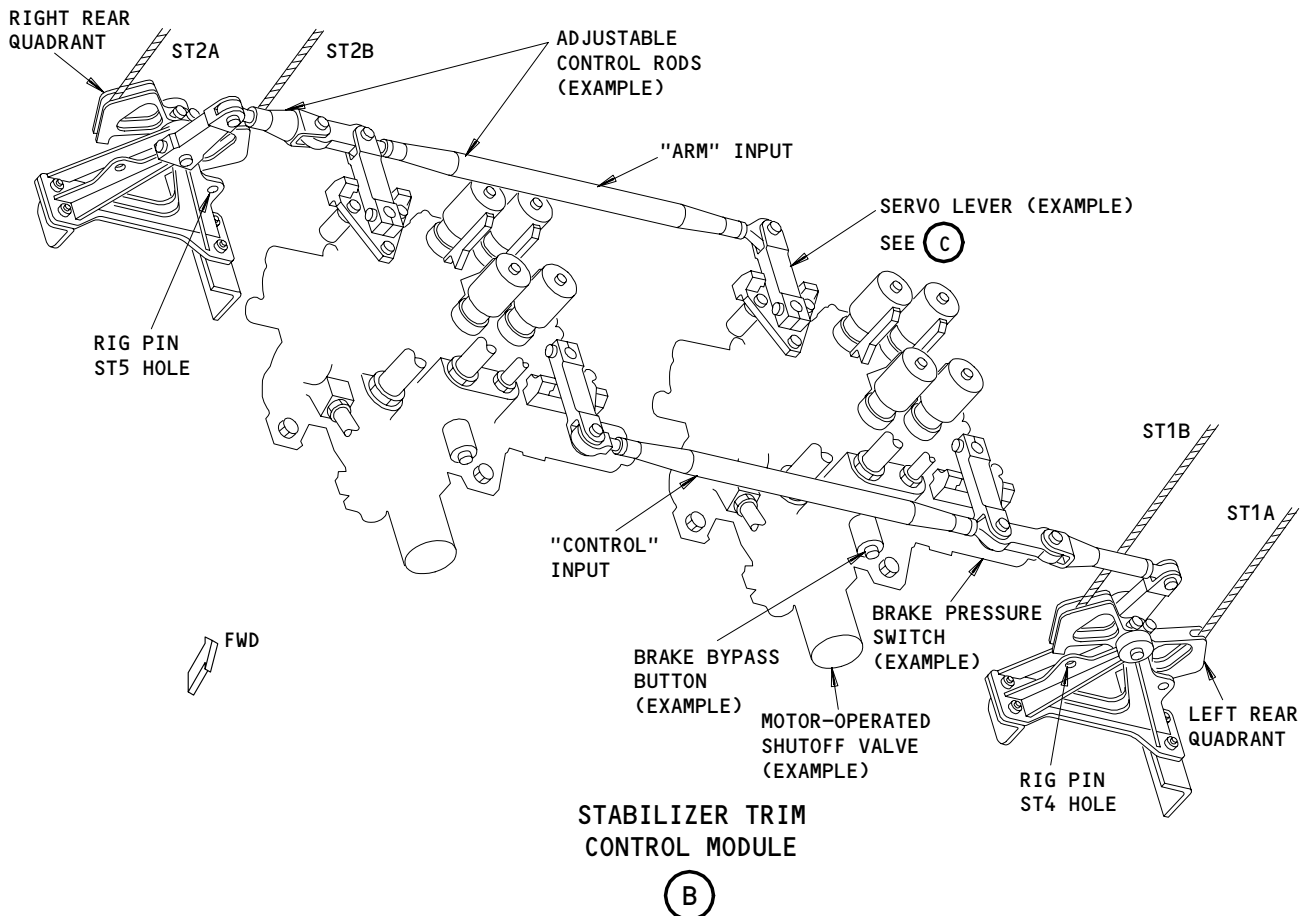 RIGHT REAR
QUADRANT
ST2A
ST2B
ADJUSTABLE
CONTROL RODS
(EXAMPLE)
"ARM" INPUT
SERVO LEVER (EXAMPLE)
SEE C
RIG PIN
ST5 HOLE
ST1B
ST1A
"CONTROL"
INPUT
FWD
BRAKE PRESSURE
SWITCH
(EXAMPLE)
BRAKE BYPASS
BUTTON
(EXAMPLE)
MOTOR-OPERATED
SHUTOFF VALVE
(EXAMPLE)
LEFT REAR
QUADRANT
RIG PIN
ST4 HOLE
STABILIZER TRIM
CONTROL MODULE
B